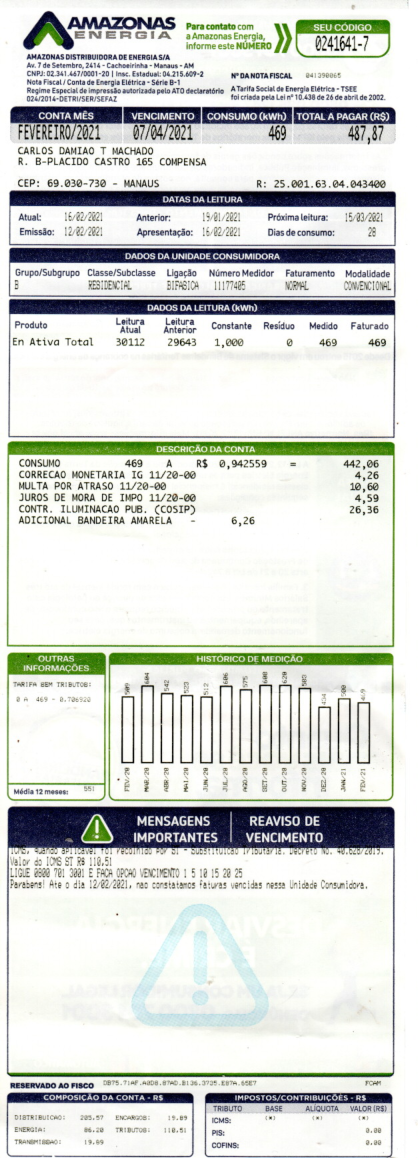 AMAZONAS
ENERGIA
Para contato com
a Amazonas Energia,
informe este NÚMERO
SEU CÓDIGO
0241641-7
AMAZONAS DISTRIBUIDORA DE ENERGIA S/A
Av. 7 de Setembro, 2414 - Cachoeirinha - Manaus - AM
CNPJ: 02.341.467/0001-20 | Insc. Estadual: 04.215.609-2
Nota Fiscal / Conta de Energia Elétrica - Série B-1
Regime Especial de impressão autorizada pelo ATO declaratório
024/2014-DETRI/SER/SEFAZ
Nº DA NOTA FISCAL 041390065
A Tarifa Social de Energia Elétrica - TSEE
foi criada pela Lei nº 10.438 de 26 de abril de 2002.
CONTA MÊS VENCIMENTO CONSUMO (kWh) TOTAL A PAGAR (R$)
FEVEREIRO/2021 07/04/2021 469 487,87
CARLOS DAMIAO T MACHADO
R. B-PLACIDO CASTRO 165 COMPENSA
CEP: 69.030-730 - MANAUS R: 25.001.63.04.043400
DATAS DA LEITURA
Atual: 16/02/2021 Anterior: 19/01/2021 Próxima leitura: 15/03/2021
Emissão: 12/02/2021 Apresentação: 16/02/2021 Dias de consumo: 28
DADOS DA UNIDADE CONSUMIDORA
Grupo/Subgrupo Classe/Subclasse Ligação Número Medidor Faturamento Modalidade
B RESIDENCIAL BIFASICA 11177405 NORMAL CONVENCIONAL
DADOS DA LEITURA (kWh)
Produto Leitura Atual Leitura Anterior Constante Resíduo Medido Faturado
En Ativa Total 30112 29643 1,000 0 469 469
DESCRIÇÃO DA CONTA
CONSUMO 469 A R$ 0,942559 = 442,06
CORRECAO MONETARIA IG 11/20-00 4,26
MULTA POR ATRASO 11/20-00 10,60
JUROS DE MORA DE IMPO 11/20-00 4,59
CONTR. ILUMINACAO PUB. (COSIP) 26,36
ADICIONAL BANDEIRA AMARELA - 6,26
OUTRAS
INFORMAÇÕES
TARIFA SEM TRIBUTOS:
0 A 469 - 0.706920
Média 12 meses: 551
HISTÓRICO DE MEDIÇÃO
509 604 542 523 512 606 575 608 620 589 434 500 469
FEV/20 MAR/20 ABR/20 MAI/20 JUN/20 JUL/20 AGO/20 SET/20 OUT/20 NOV/20 DEZ/20 JAN/21 FEV/21
MENSAGENS
IMPORTANTES
REAVISO DE
VENCIMENTO
ICMS, quando aplicavel foi recolhido por ST - Substituicao Tributaria. Decreto No. 40.628/2019.
Valor do ICMS ST R$ 110,51
LIGUE 0800 701 3001 E FACA OPCAO VENCIMENTO 1 5 10 15 20 25
Parabens! Ate o dia 12/02/2021, nao constatamos faturas vencidas nessa Unidade Consumidora.
RESERVADO AO FISCO DB75.71AF.A8D8.87AD.B136.3735.E87A.65E7 FCAM
COMPOSIÇÃO DA CONTA - R$
DISTRIBUICAO: 205.57 ENCARGOS: 19.89
ENERGIA: 86.20 TRIBUTOS: 110.51
TRANSMISSAO: 19.89
IMPOSTOS/CONTRIBUIÇÕES - R$
TRIBUTO BASE ALÍQUOTA VALOR (R$)
ICMS: (*) (*) (*)
PIS: 0.00
COFINS: 0.00